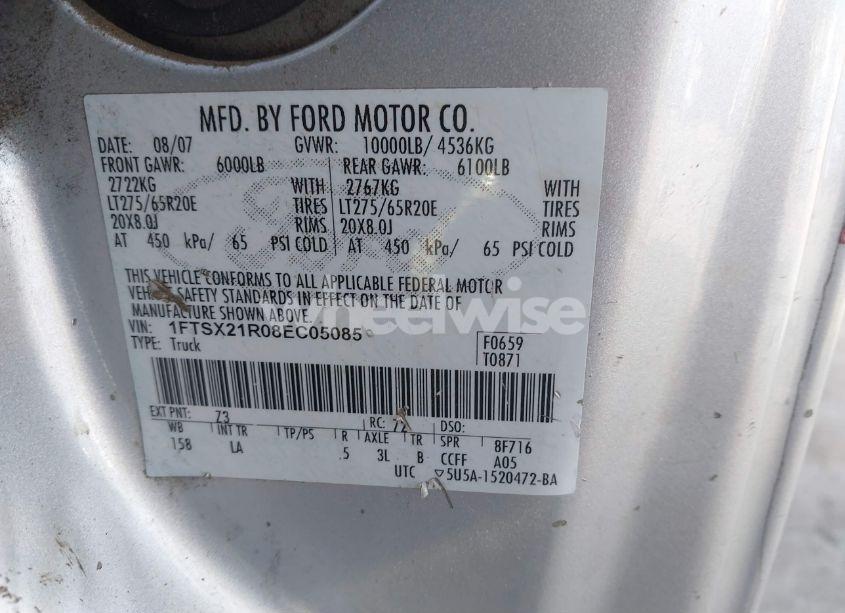 MFD. BY FORD MOTOR CO.
DATE: 08/07 GVWR: 10000LB/ 4536KG
FRONT GAWR: 6000LB REAR GAWR: 6100LB
2722KG WITH 2767KG WITH
LT275/65R20E TIRES LT275/65R20E TIRES
20X8.0J RIMS 20X8.0J RIMS
AT 450 kPa/ 65 PSI COLD AT 450 kPa/ 65 PSI COLD
THIS VEHICLE CONFORMS TO ALL APPLICABLE FEDERAL MOTOR
VEHICLE SAFETY STANDARDS IN EFFECT ON THE DATE OF
MANUFACTURE SHOWN ABOVE.
VIN: 1FTSX21R08EC05085
TYPE: Truck
F0659
T0871
EXT PNT: Z3 RC: 72 DSO:
WB INT TR TP/PS R AXLE TR SPR 8F716
158 LA .5 3L B CCFF A05
UTC ▽5U5A-1520472-BA